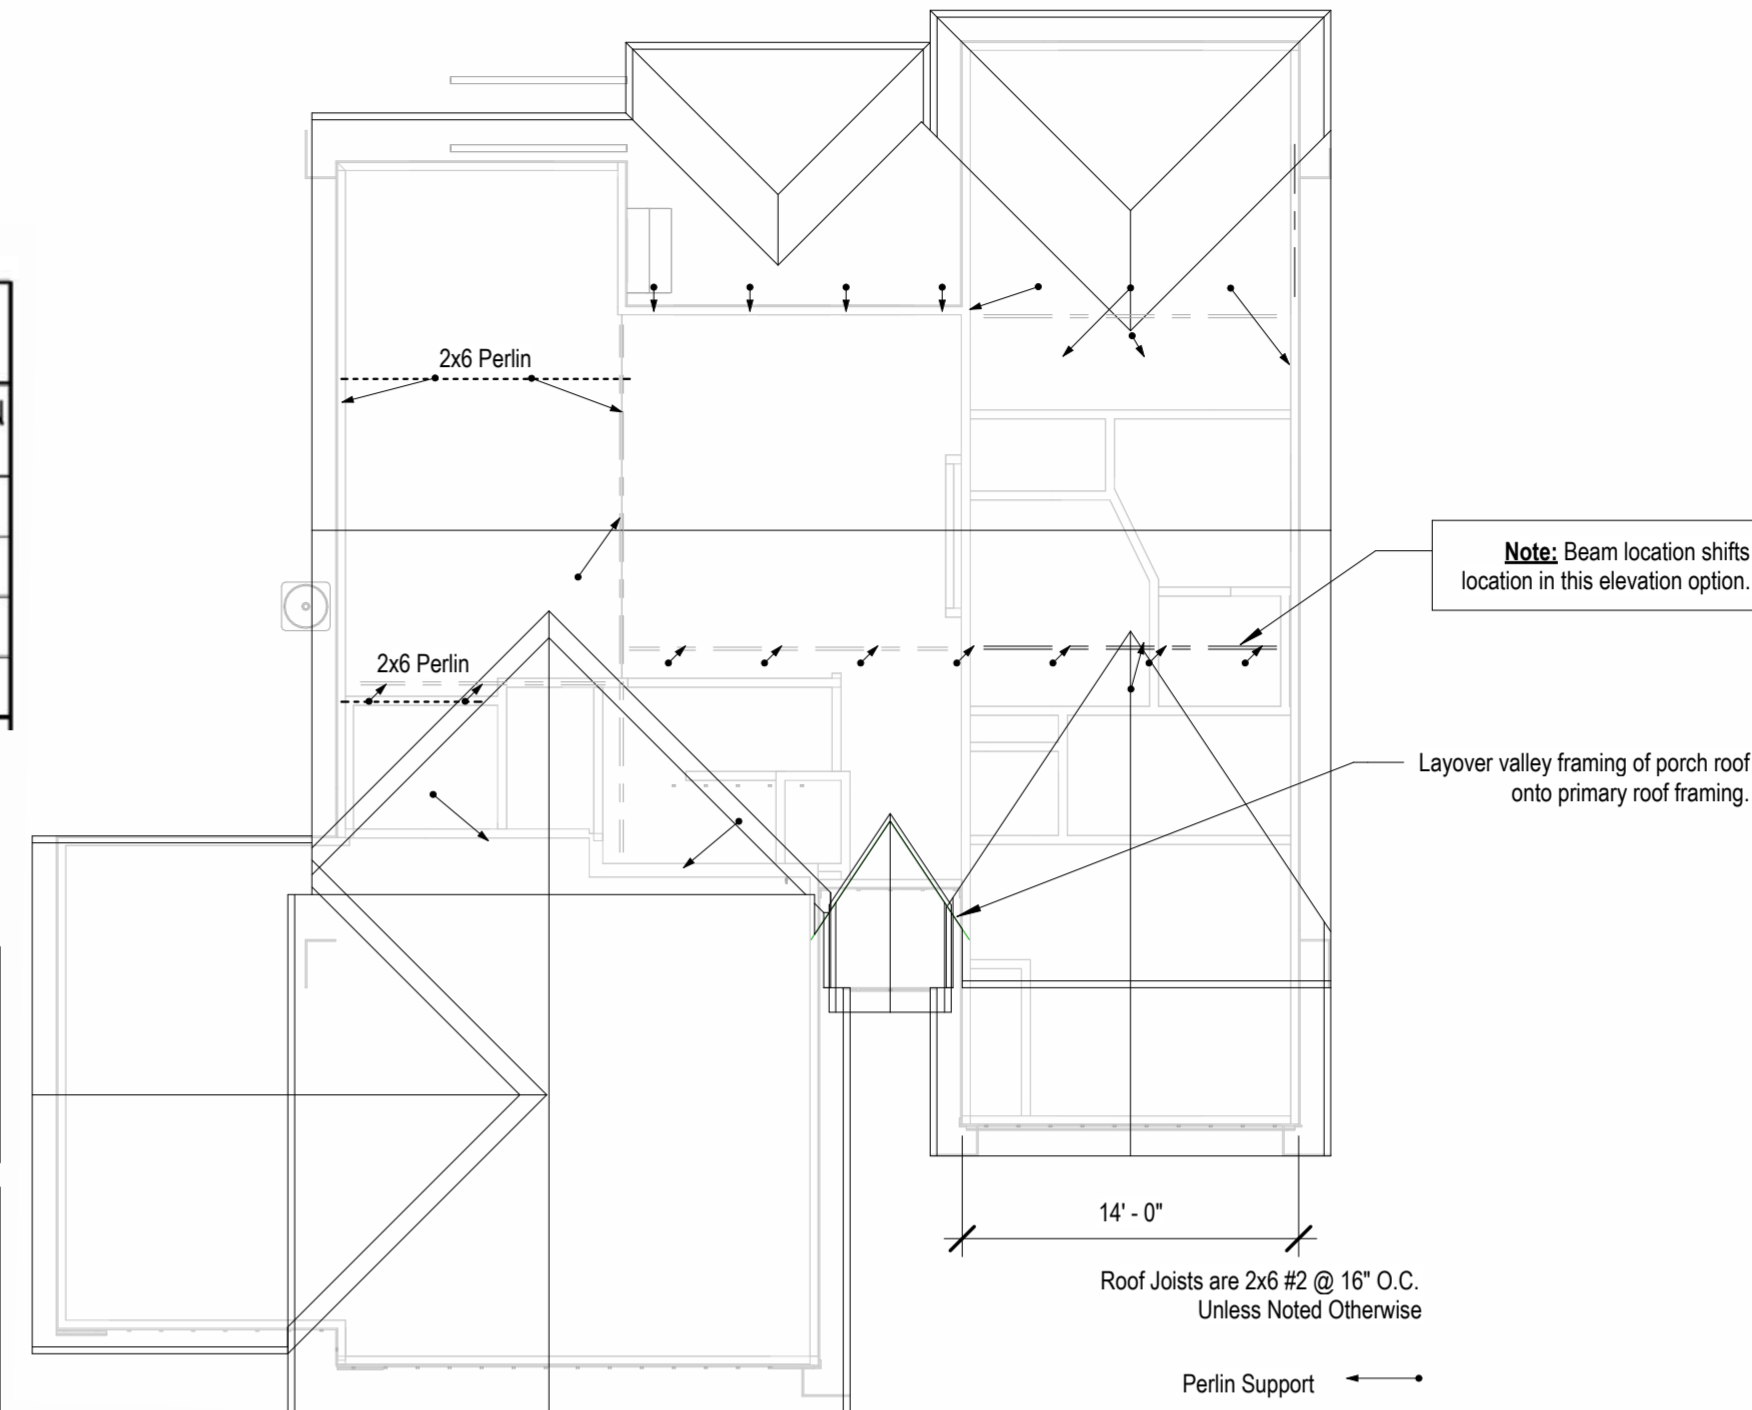 2x6 Perlin
Note: Beam location shifts
location in this elevation option.
2x6 Perlin
Layover valley framing of porch roof
onto primary roof framing.
14' - 0"
Roof Joists are 2x6 #2 @ 16" O.C.
Unless Noted Otherwise
Perlin Support